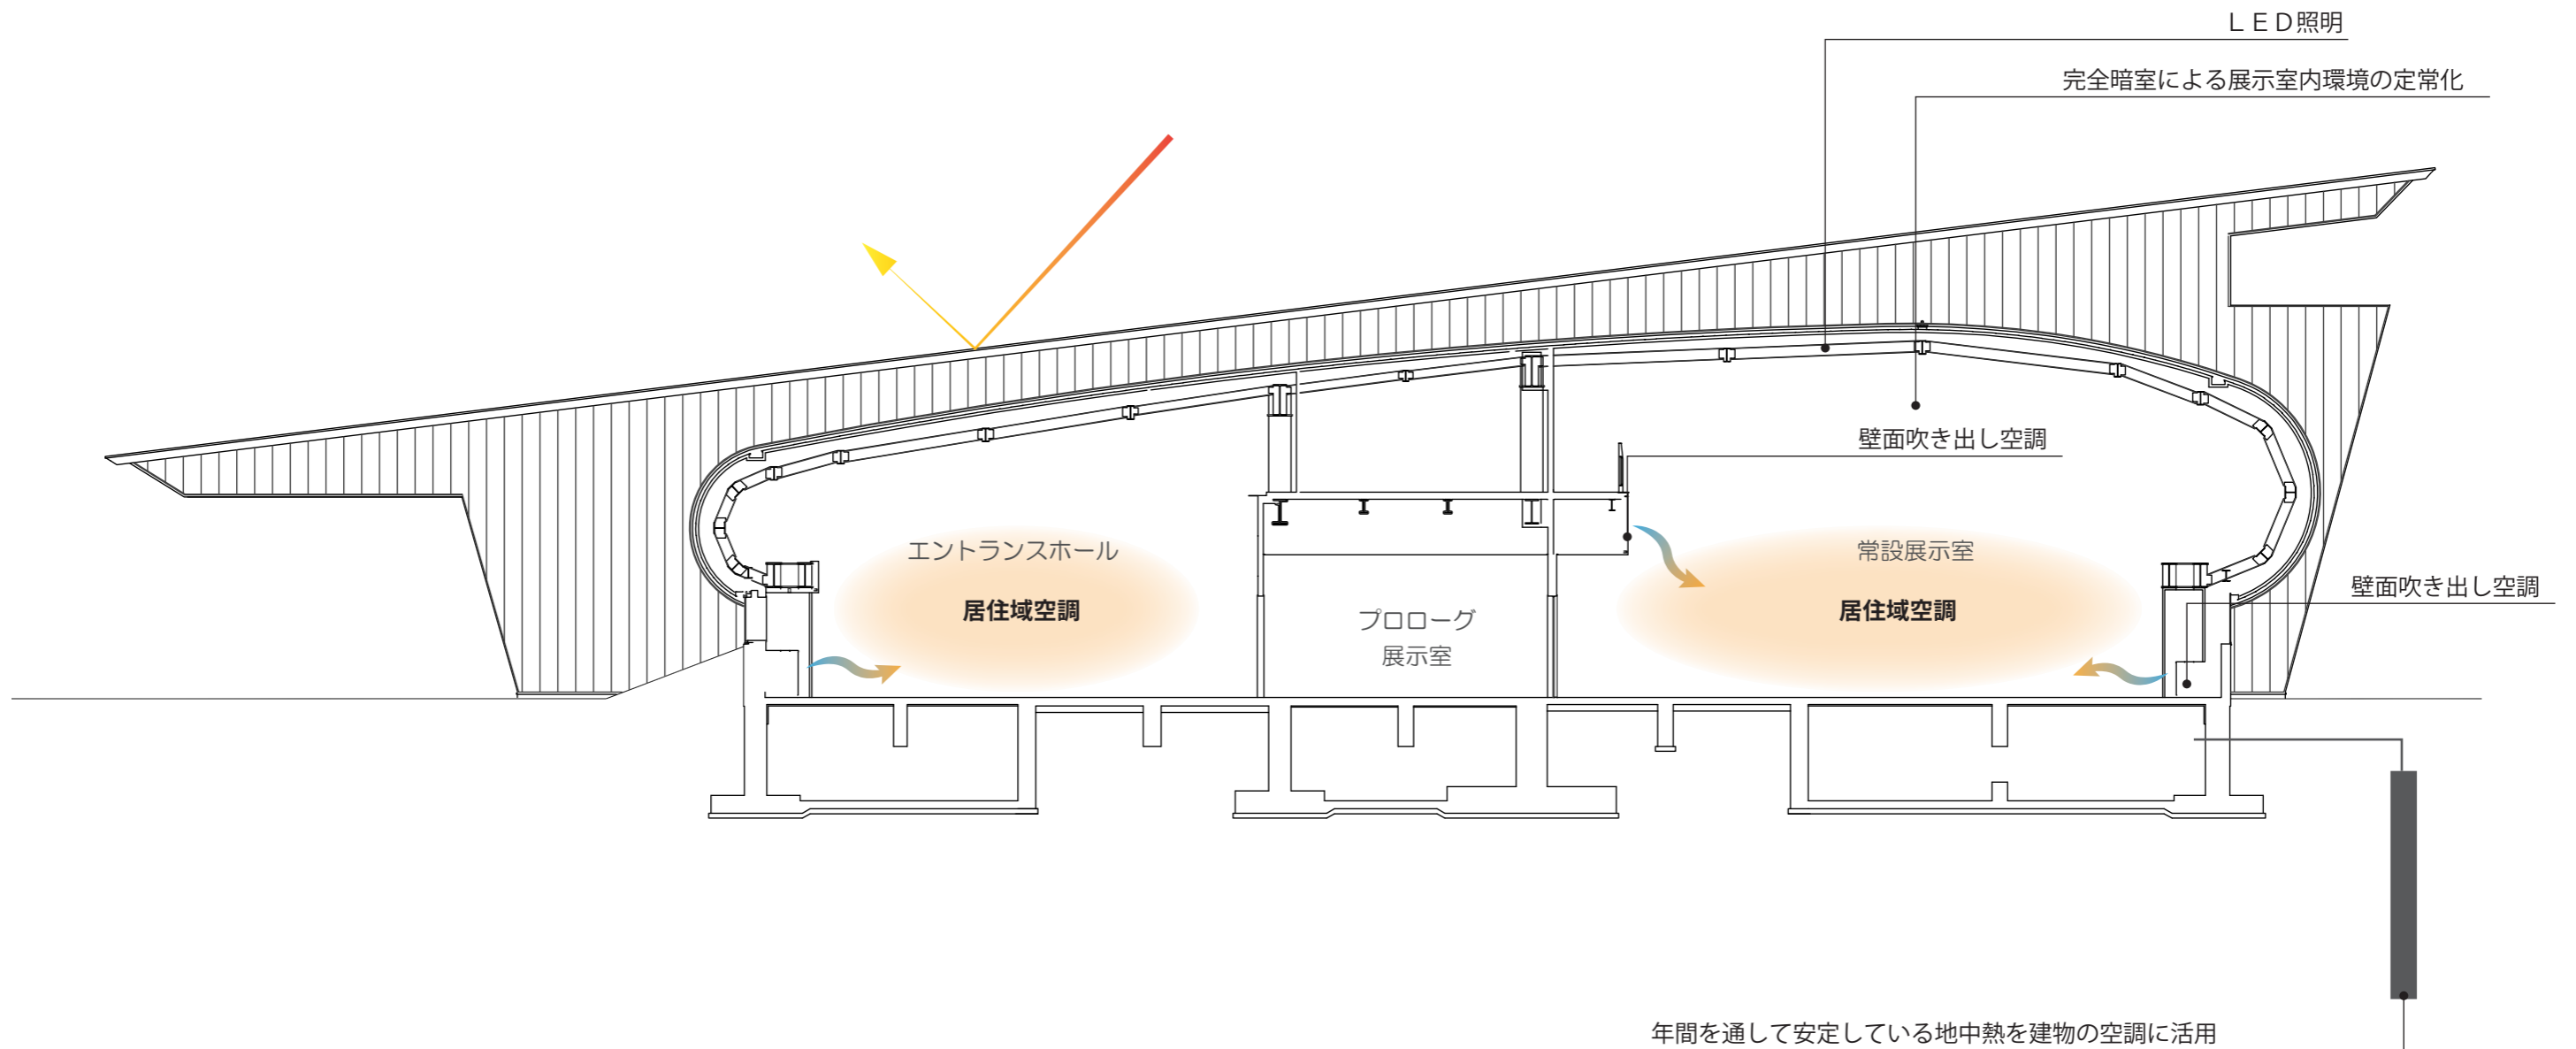 ＬＥＤ照明
完全暗室による展示室内環境の定常化
壁面吹き出し空調
エントランスホール
居住域空調
プロローグ
展示室
常設展示室
居住域空調
壁面吹き出し空調
年間を通して安定している地中熱を建物の空調に活用